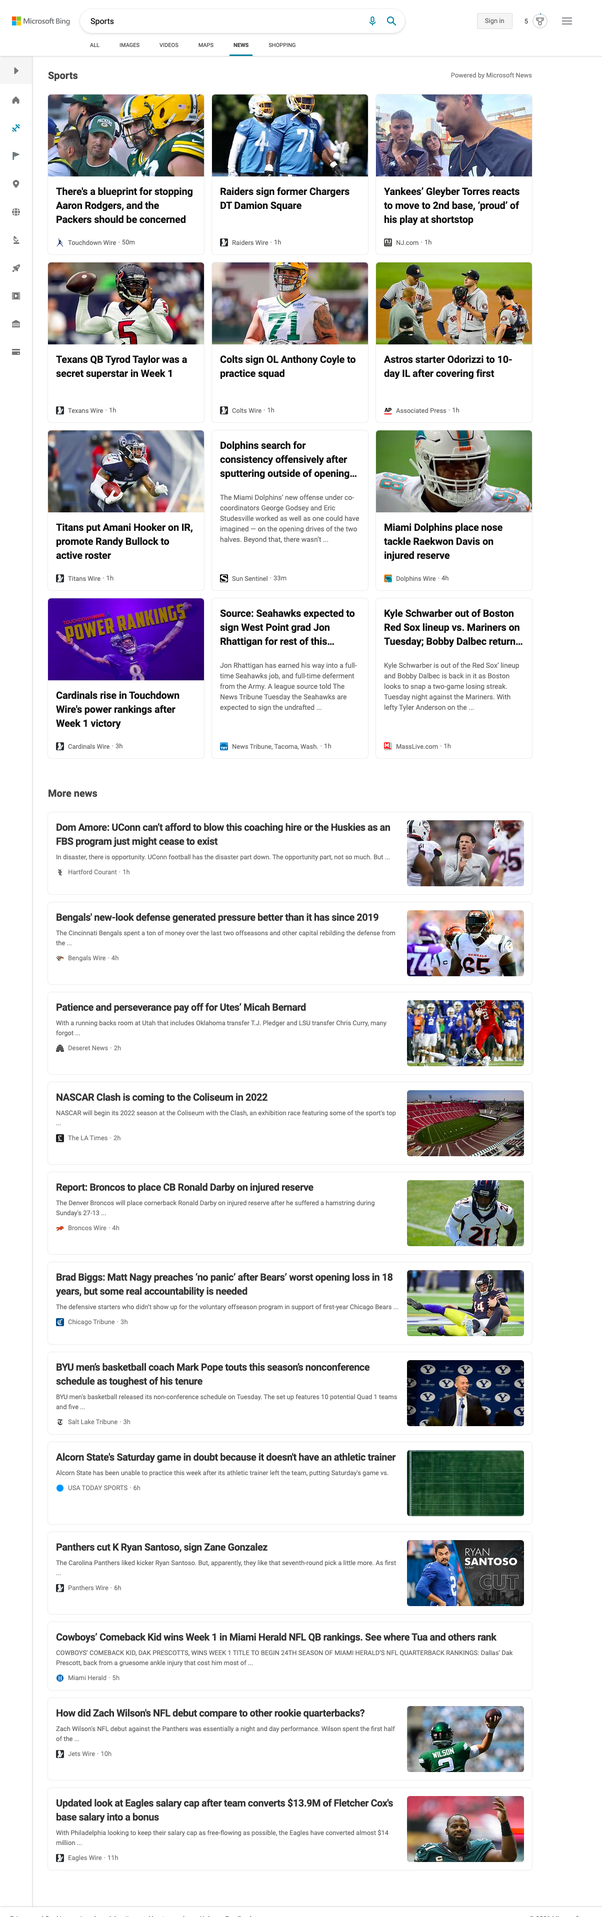 Microsoft Bing
Sports
Sign in
5
ALL
IMAGES
VIDEOS
MAPS
NEWS
SHOPPING
Sports
Powered by Microsoft News
There's a blueprint for stopping
Aaron Rodgers, and the
Packers should be concerned
Touchdown Wire · 50m
Raiders sign former Chargers
DT Damion Square
Raiders Wire · 1h
Yankees' Gleyber Torres reacts
to move to 2nd base, 'proud' of
his play at shortstop
NJ.com · 1h
Texans QB Tyrod Taylor was a
secret superstar in Week 1
Texans Wire · 1h
Colts sign OL Anthony Coyle to
practice squad
Colts Wire · 1h
Astros starter Odorizzi to 10-
day IL after covering first
AP
Associated Press · 1h
Titans put Amani Hooker on IR,
promote Randy Bullock to
active roster
Titans Wire · 1h
Dolphins search for
consistency offensively after
sputtering outside of opening...
The Miami Dolphins' new offense under co-
coordinators George Godsey and Eric
Studesville worked as well as one could have
imagined — on the opening drives of the two
halves. Beyond that, there wasn't ...
Sun Sentinel · 33m
Miami Dolphins place nose
tackle Raekwon Davis on
injured reserve
Dolphins Wire · 4h
POWER RANKINGS
8
Cardinals rise in Touchdown
Wire's power rankings after
Week 1 victory
Cardinals Wire · 3h
Source: Seahawks expected to
sign West Point grad Jon
Rhattigan for rest of this...
Jon Rhattigan has earned his way into a full-
time Seahawks job, and full-time deferment
from the Army. A league source told The
News Tribune Tuesday the Seahawks are
expected to sign the undrafted ...
News Tribune, Tacoma, Wash. · 1h
Kyle Schwarber out of Boston
Red Sox lineup vs. Mariners on
Tuesday; Bobby Dalbec return...
Kyle Schwarber is out of the Red Sox' lineup
and Bobby Dalbec is back in it as Boston
looks to snap a two-game losing streak.
Tuesday night against the Mariners. With
lefty Tyler Anderson on the ...
MassLive.com · 1h
More news
Dom Amore: UConn can't afford to blow this coaching hire or the Huskies as an
FBS program just might cease to exist
In disaster, there is opportunity. UConn football has the disaster part down. The opportunity part, not so much. But ...
Hartford Courant · 1h
Bengals' new-look defense generated pressure better than it has since 2019
The Cincinnati Bengals spent a ton of money over the last two offseasons and other capital rebilding the defense from
the ...
Bengals Wire · 4h
74
65
Patience and perseverance pay off for Utes' Micah Bernard
With a running backs room at Utah that includes Oklahoma transfer T.J. Pledger and LSU transfer Chris Curry, many
forgot ...
Deseret News · 2h
NASCAR Clash is coming to the Coliseum in 2022
NASCAR will begin its 2022 season at the Coliseum with the Clash, an exhibition race featuring some of the sport's top
...
The LA Times · 2h
Report: Broncos to place CB Ronald Darby on injured reserve
The Denver Broncos will place cornerback Ronald Darby on injured reserve after he suffered a hamstring during
Sunday's 27-13 ...
Broncos Wire · 4h
21
Brad Biggs: Matt Nagy preaches 'no panic' after Bears' worst opening loss in 18
years, but some real accountability is needed
The defensive starters who didn't show up for the voluntary offseason program in support of first-year Chicago Bears ...
Chicago Tribune · 3h
BYU men's basketball coach Mark Pope touts this season's nonconference
schedule as toughest of his tenure
BYU men's basketball released its non-conference schedule on Tuesday. The set up features 10 potential Quad 1 teams
and five ...
Salt Lake Tribune · 3h
Alcorn State's Saturday game in doubt because it doesn't have an athletic trainer
Alcorn State has been unable to practice this week after its athletic trainer left the team, putting Saturday's game vs.
USA TODAY SPORTS · 6h
Panthers cut K Ryan Santoso, sign Zane Gonzalez
The Carolina Panthers liked kicker Ryan Santoso. But, apparently, they like that seventh-round pick a little more. As first
...
Panthers Wire · 6h
RYAN
SANTOSO
CUT
Cowboys' Comeback Kid wins Week 1 in Miami Herald NFL QB rankings. See where Tua and others rank
COWBOYS' COMEBACK KID, DAK PRESCOTTS, WINS WEEK 1 TITLE TO BEGIN 24TH SEASON OF MIAMI HERALD'S NFL QUARTERBACK RANKINGS: Dallas' Dak
Prescott, back from a gruesome ankle injury that cost him most of ...
Miami Herald · 5h
How did Zach Wilson's NFL debut compare to other rookie quarterbacks?
Zach Wilson's NFL debut against the Panthers was essentially a night and day performance. Wilson spent the first half
of the ...
Jets Wire · 10h
WILSON
2
Updated look at Eagles salary cap after team converts $13.9M of Fletcher Cox's
base salary into a bonus
With Philadelphia looking to keep their salary cap as free-flowing as possible, the Eagles have converted almost $14
million ...
Eagles Wire · 11h